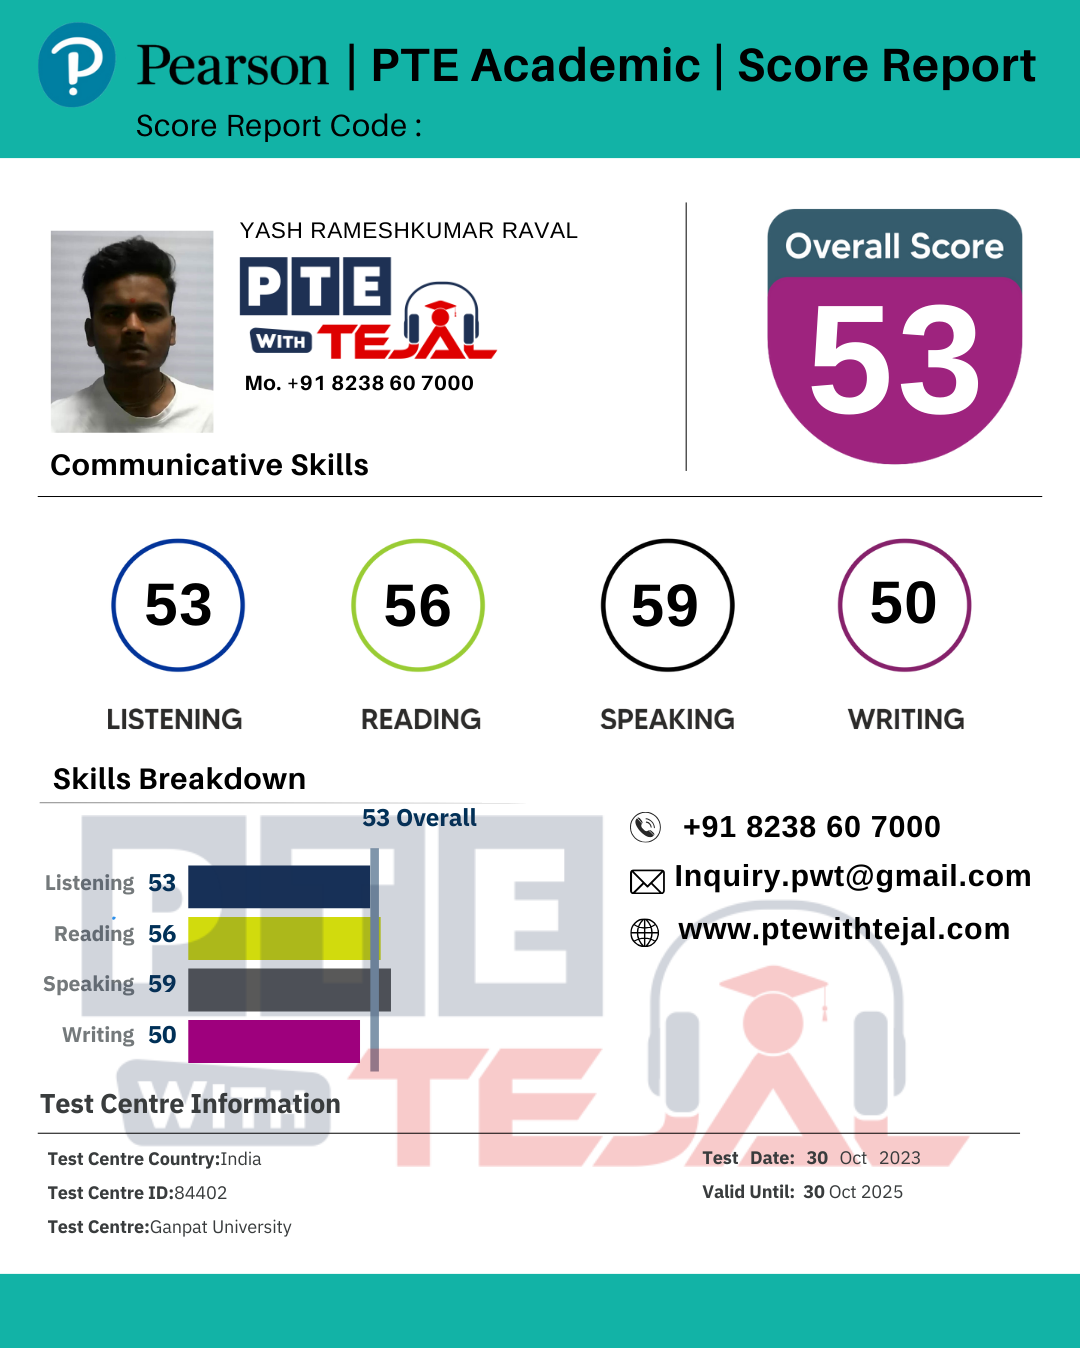 Pearson | PTE Academic | Score Report
Score Report Code :
YASH RAMESHKUMAR RAVAL
PTE
WITH TEJAL
Mo. +91 8238 60 7000
Overall Score
53
Communicative Skills
53 56 59 50
LISTENING READING SPEAKING WRITING
Skills Breakdown
53 Overall
Listening 53
Reading 56
Speaking 59
Writing 50
+91 8238 60 7000
Inquiry.pwt@gmail.com
www.ptewithtejal.com
PTE
WITH TEJAL
Test Centre Information
Test Centre Country:India
Test Centre ID:84402
Test Centre:Ganpat University
Test Date: 30 Oct 2023
Valid Until: 30 Oct 2025